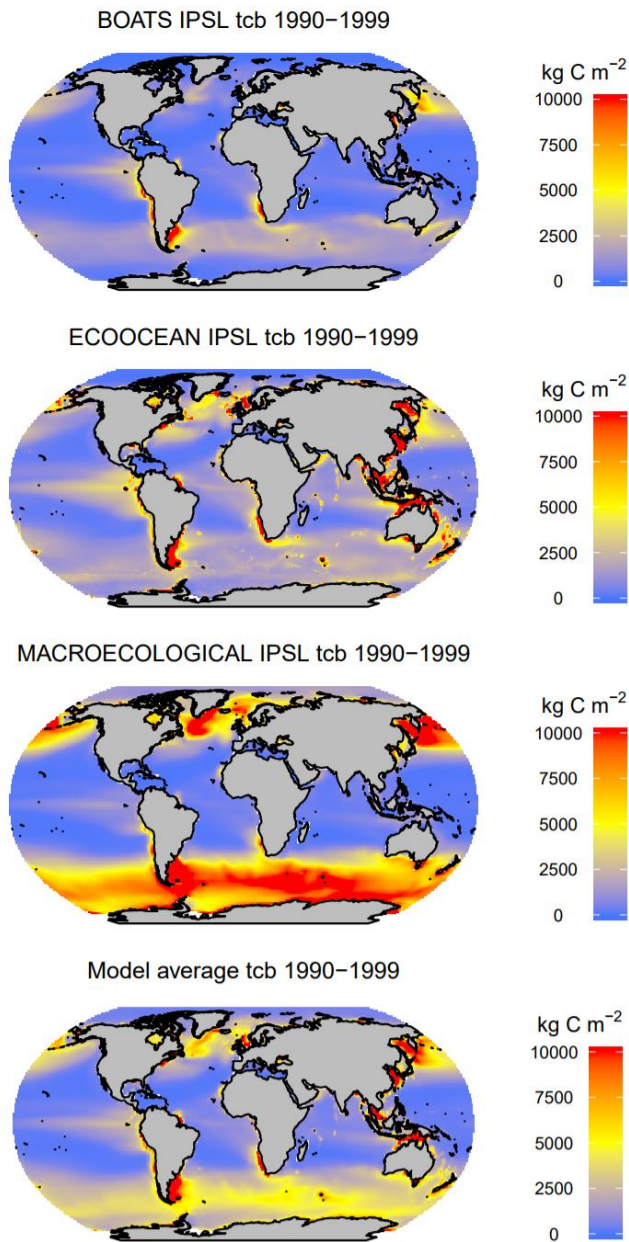 BOATS IPSL tcb 1990−1999
kg C m−2
10000
7500
5000
2500
0
ECOOCEAN IPSL tcb 1990−1999
kg C m−2
10000
7500
5000
2500
0
MACROECOLOGICAL IPSL tcb 1990−1999
kg C m−2
10000
7500
5000
2500
0
Model average tcb 1990−1999
kg C m−2
10000
7500
5000
2500
0